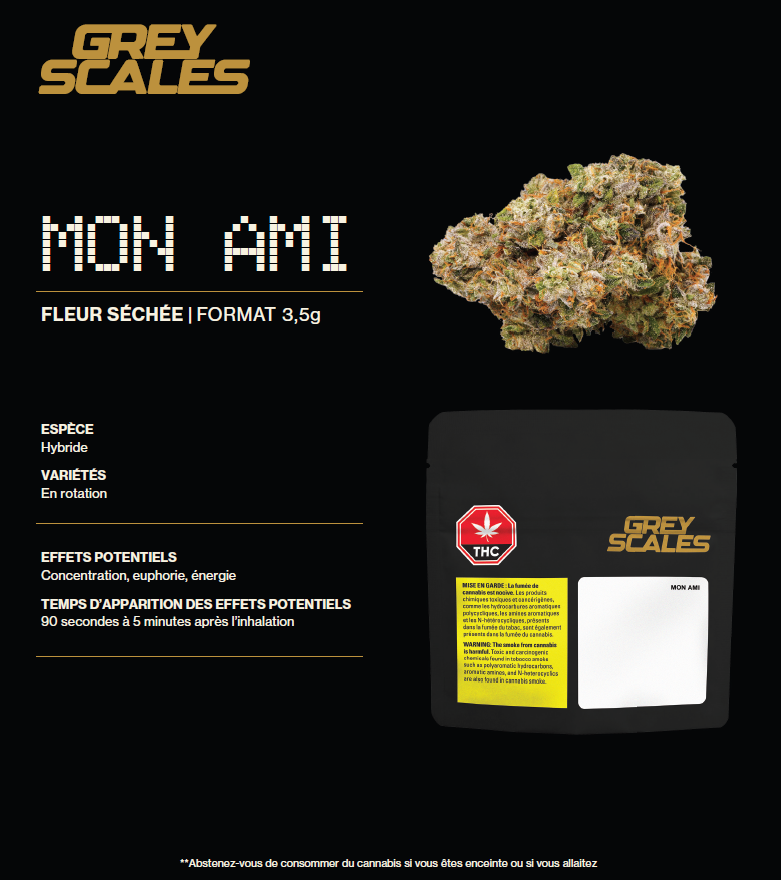 GREY
SCALES
MON AMI
FLEUR SÉCHÉE | FORMAT 3,5g
ESPÈCE
Hybride
VARIÉTÉS
En rotation
EFFETS POTENTIELS
Concentration, euphorie, énergie
TEMPS D'APPARITION DES EFFETS POTENTIELS
90 secondes à 5 minutes après l'inhalation
THC
GREY
SCALES
MISE EN GARDE : La fumée de
cannabis est nocive. Les produits
chimiques toxiques et cancérigènes,
comme les hydrocarbures aromatiques
polycycliques, les amines aromatiques
et les N-hétérocycliques, présents
dans la fumée du tabac, sont également
présents dans la fumée du cannabis.
WARNING: The smoke from cannabis
is harmful. Toxic and carcinogenic
chemicals found in tobacco smoke
such as polyaromatic hydrocarbons,
aromatic amines, and N-heterocyclics
are also found in cannabis smoke.
MON AMI
**Abstenez-vous de consommer du cannabis si vous êtes enceinte ou si vous allaitez